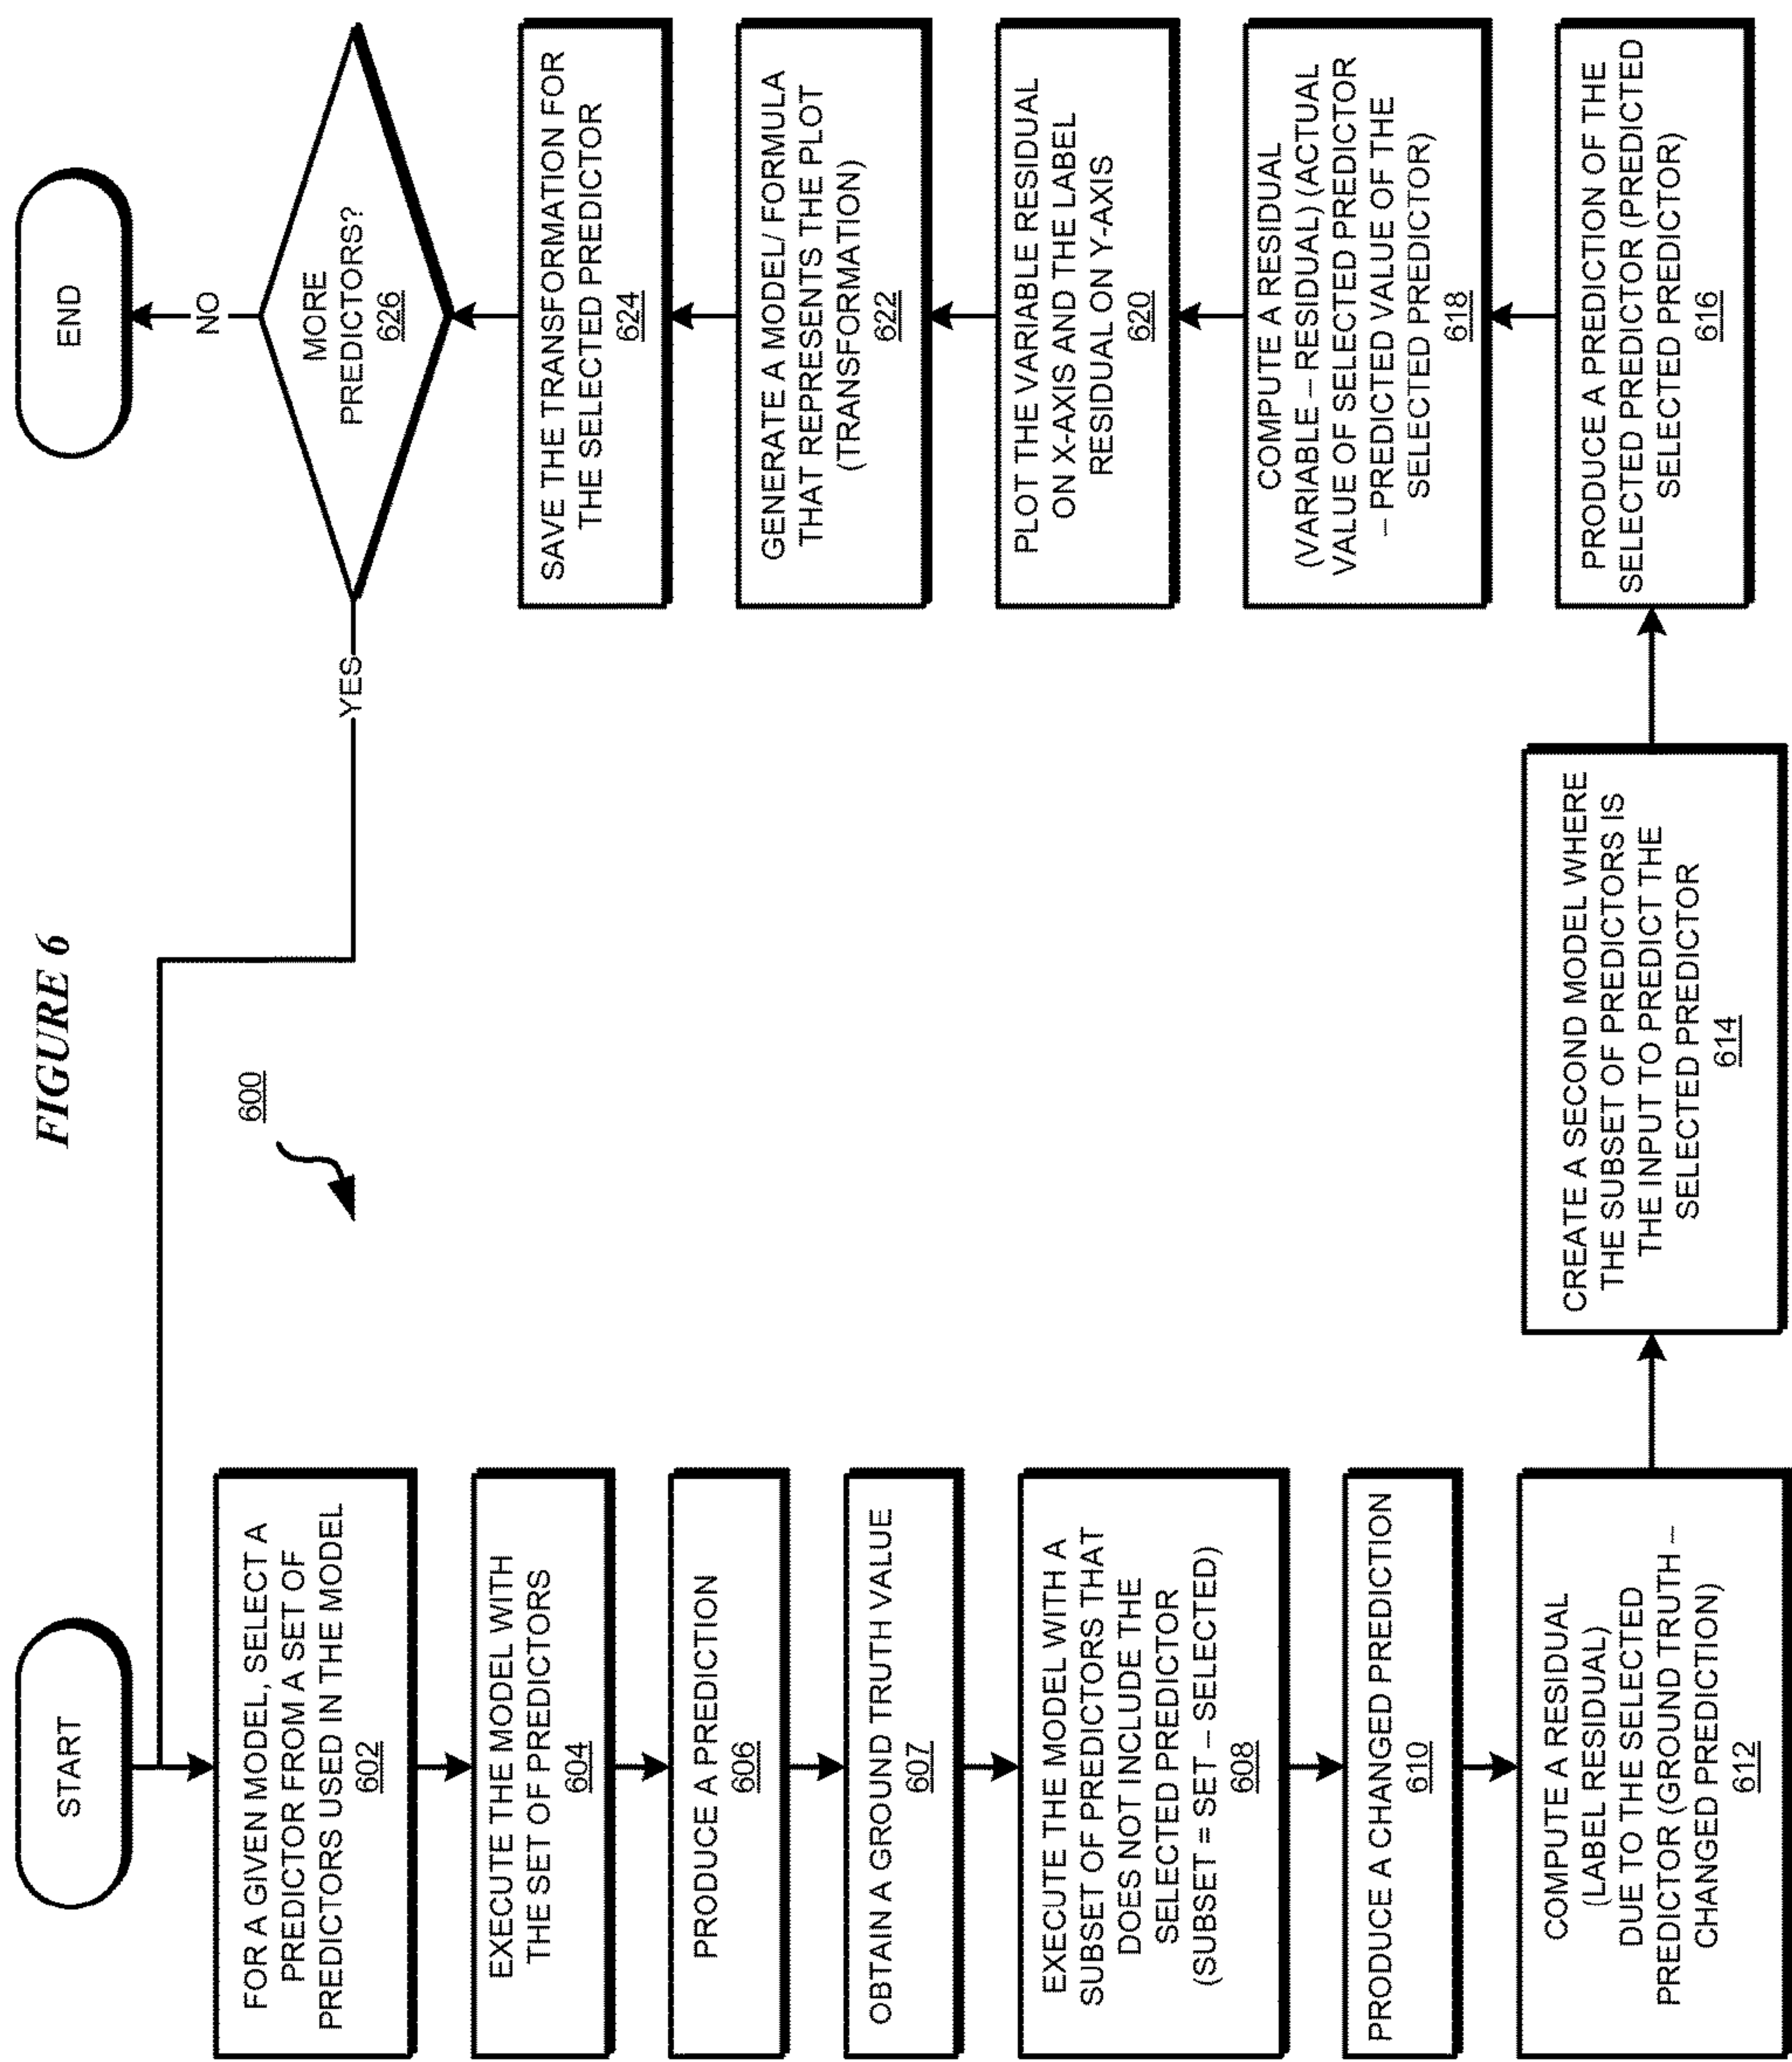 FIGURE 6
600
START
FOR A GIVEN MODEL, SELECT A
PREDICTOR FROM A SET OF
PREDICTORS USED IN THE MODEL
602
EXECUTE THE MODEL WITH
THE SET OF PREDICTORS
604
PRODUCE A PREDICTION
606
OBTAIN A GROUND TRUTH VALUE
607
EXECUTE THE MODEL WITH A
SUBSET OF PREDICTORS THAT
DOES NOT INCLUDE THE
SELECTED PREDICTOR
(SUBSET = SET – SELECTED)
608
PRODUCE A CHANGED PREDICTION
610
COMPUTE A RESIDUAL
(LABEL RESIDUAL)
DUE TO THE SELECTED
PREDICTOR (GROUND TRUTH –
CHANGED PREDICTION)
612
CREATE A SECOND MODEL WHERE
THE SUBSET OF PREDICTORS IS
THE INPUT TO PREDICT THE
SELECTED PREDICTOR
614
PRODUCE A PREDICTION OF THE
SELECTED PREDICTOR (PREDICTED
SELECTED PREDICTOR)
616
COMPUTE A RESIDUAL
(VARIABLE – RESIDUAL) (ACTUAL
VALUE OF SELECTED PREDICTOR
– PREDICTED VALUE OF THE
SELECTED PREDICTOR)
618
PLOT THE VARIABLE RESIDUAL
ON X-AXIS AND THE LABEL
RESIDUAL ON Y-AXIS
620
GENERATE A MODEL/ FORMULA
THAT REPRESENTS THE PLOT
(TRANSFORMATION)
622
SAVE THE TRANSFORMATION FOR
THE SELECTED PREDICTOR
624
MORE
PREDICTORS?
626
YES
NO
END